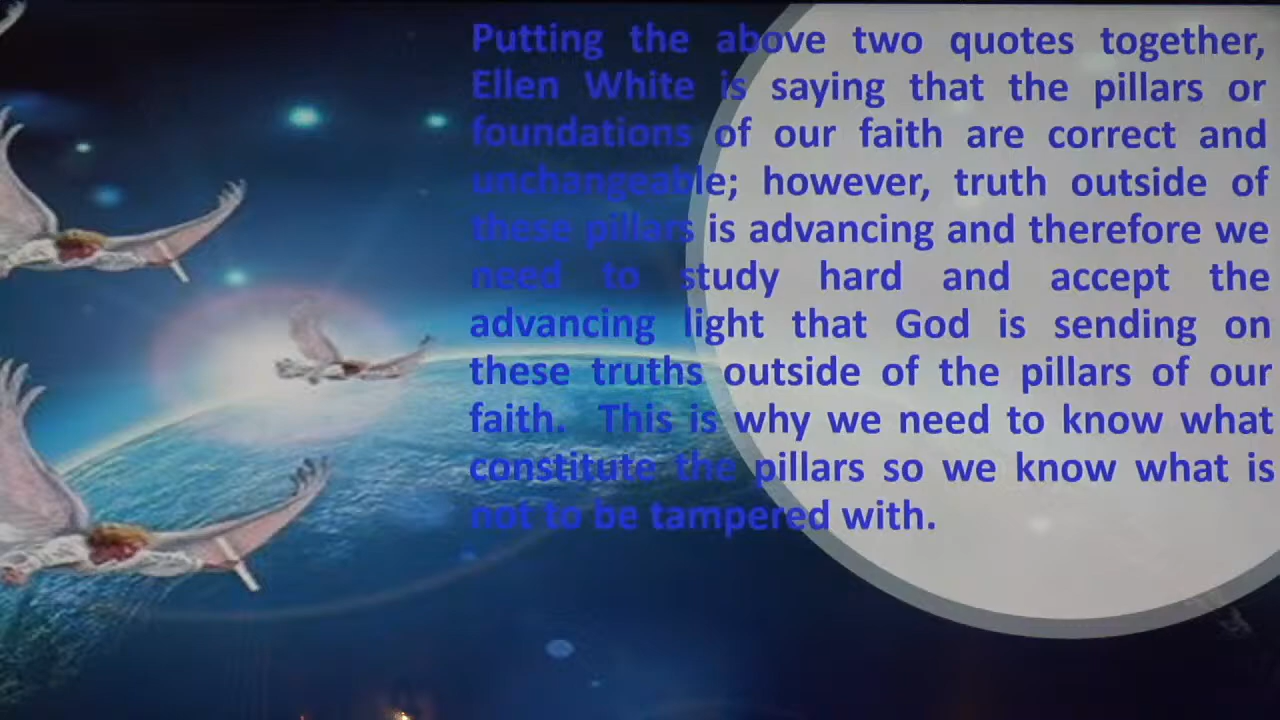 Putting the above two quotes together,
Ellen White is saying that the pillars or
foundations of our faith are correct and
unchangeable; however, truth outside of
these pillars is advancing and therefore we
need to study hard and accept the
advancing light that God is sending on
these truths outside of the pillars of our
faith. This is why we need to know what
constitute the pillars so we know what is
not to be tampered with.